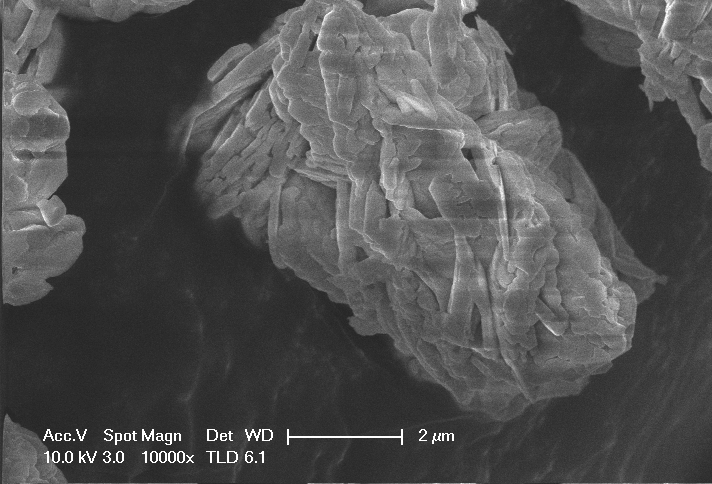 Acc.V Spot Magn Det WD 2 µm
10.0 kV 3.0 10000x TLD 6.1